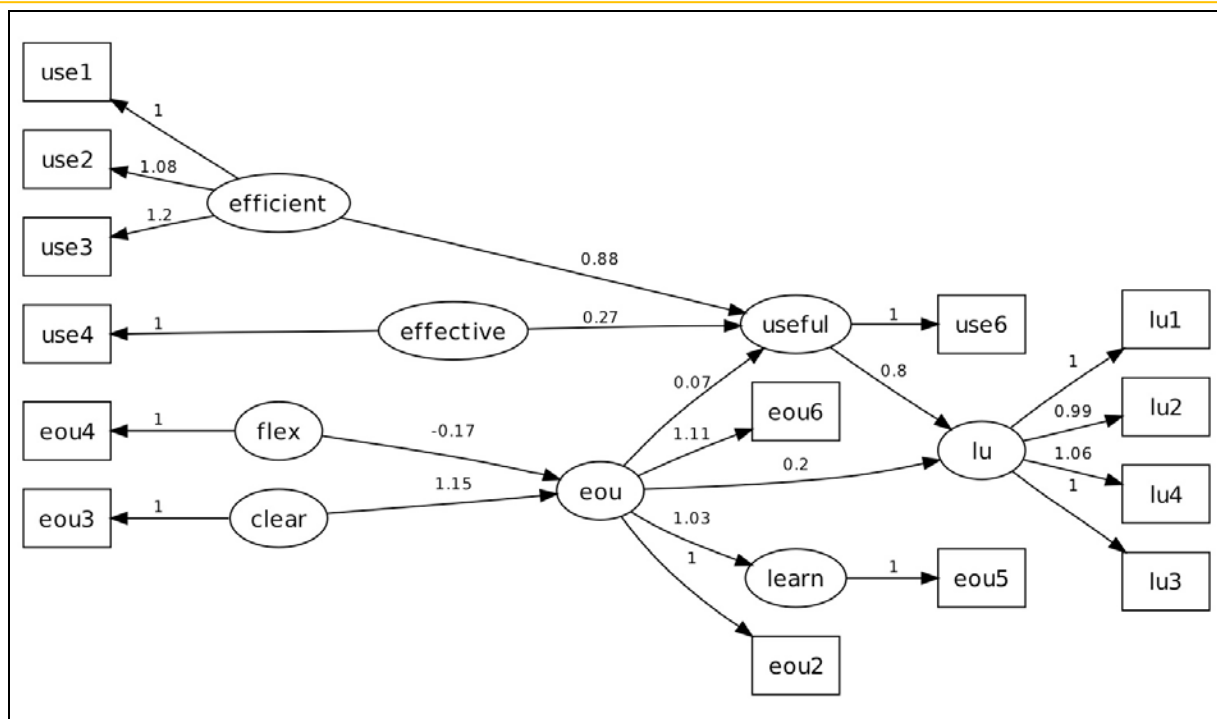 use1
1
use2
1.08
efficient
use3
1.2
0.88
use4
1
effective
0.27
useful
1
use6
lu1
0.07
0.8
1
eou6
lu2
0.99
eou4
1
flex
-0.17
1.11
lu
1.06
0.2
lu4
1
eou3
1
clear
1.15
eou
1.03
learn
1
eou5
lu3
1
eou2